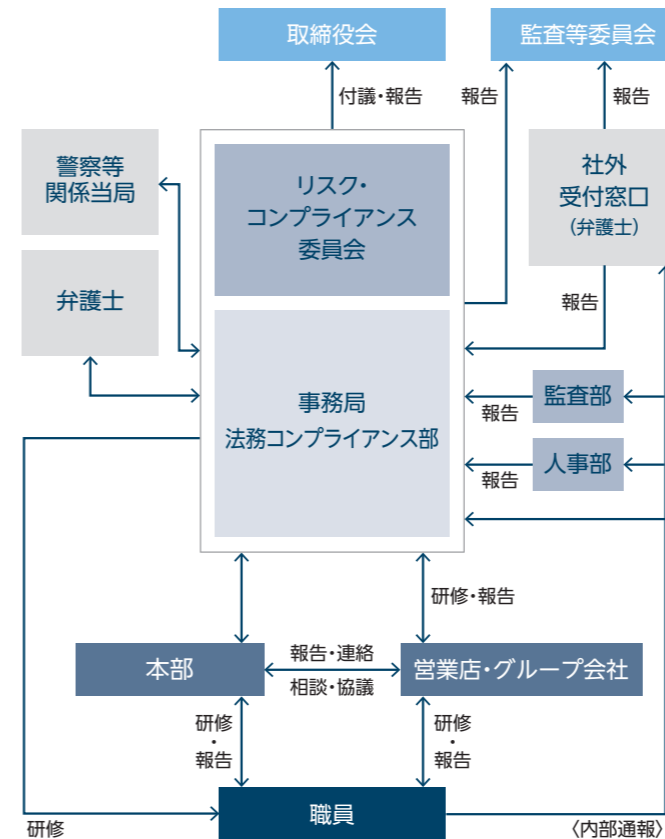 取締役会
監査等委員会
付議・報告
報告
報告
警察等
関係当局
リスク・
コンプライアンス
委員会
社外
受付窓口
(弁護士)
弁護士
報告
事務局
法務コンプライアンス部
監査部
報告
人事部
報告
研修・報告
本部
報告・連絡
相談・協議
営業店・グループ会社
研修
・
報告
研修
・
報告
職員
研修
〈内部通報〉